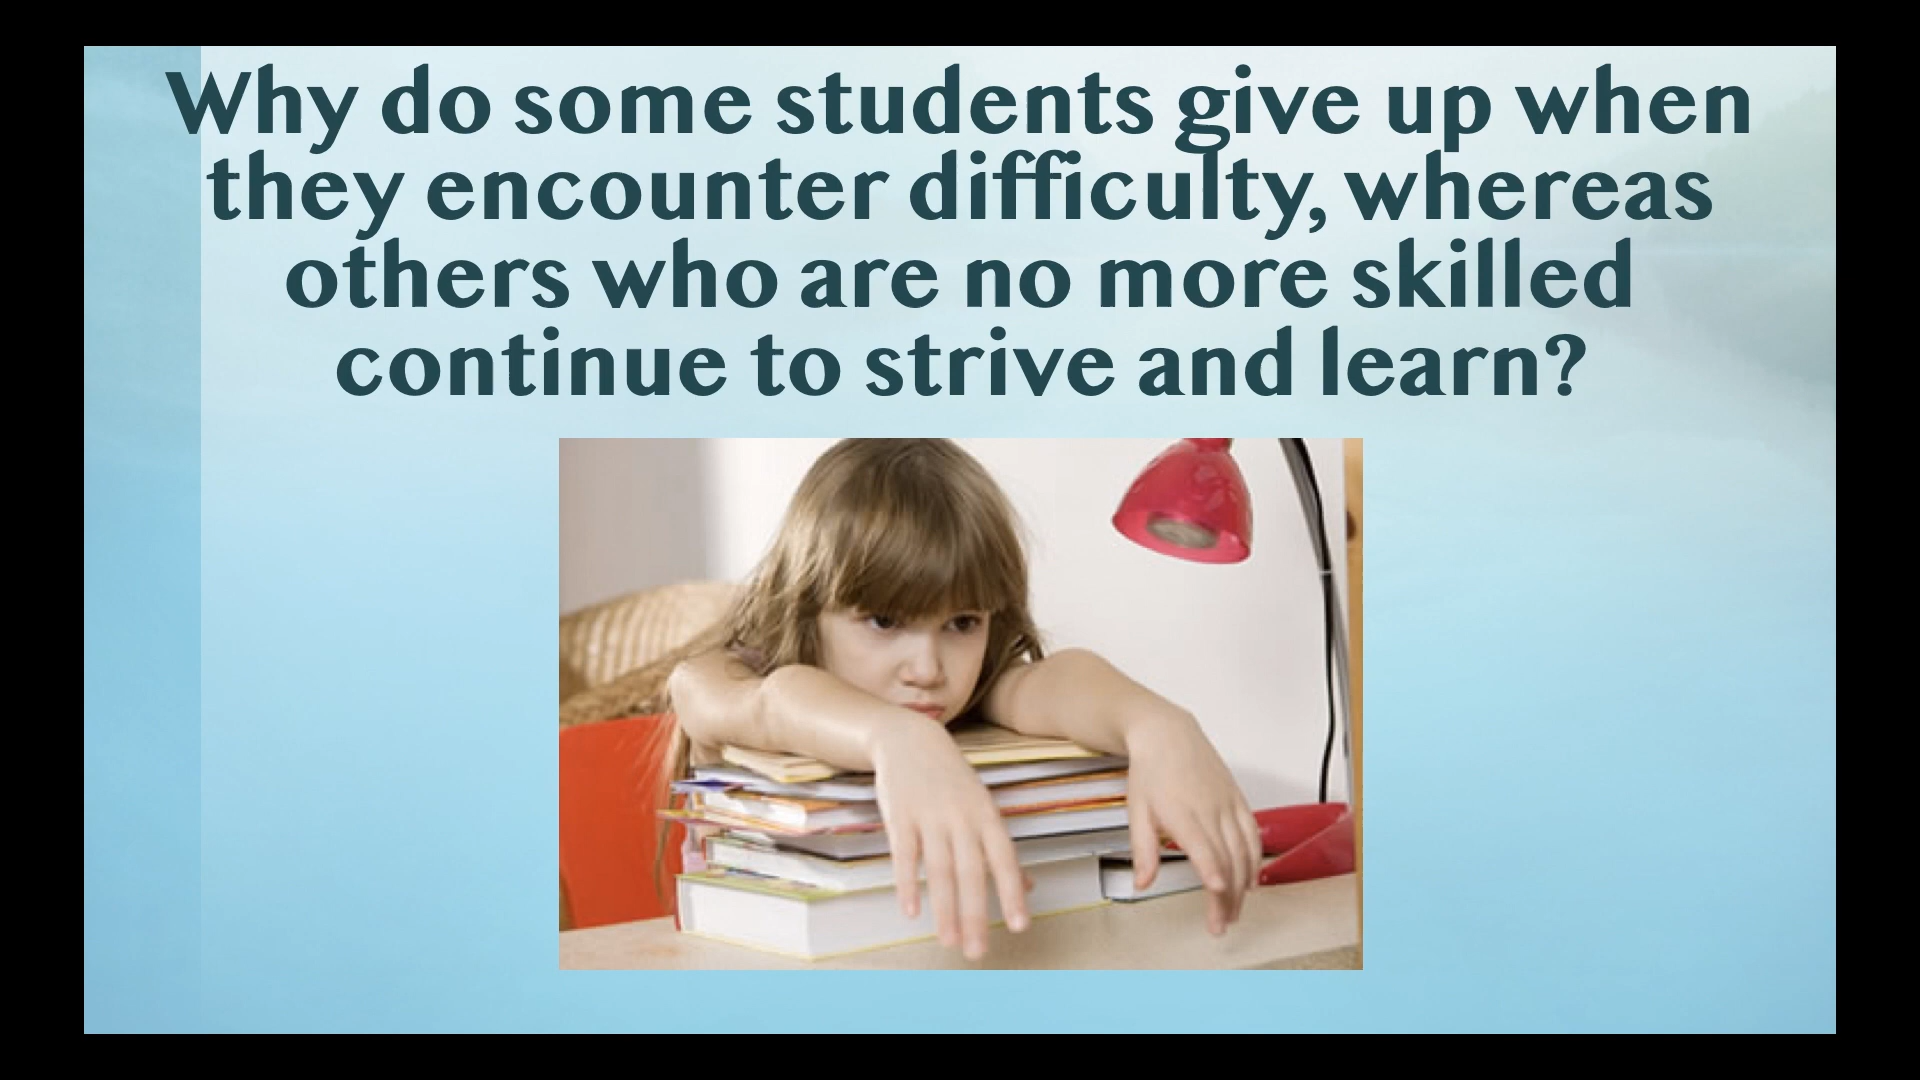 Why do some students give up when
they encounter difficulty, whereas
others who are no more skilled
continue to strive and learn?